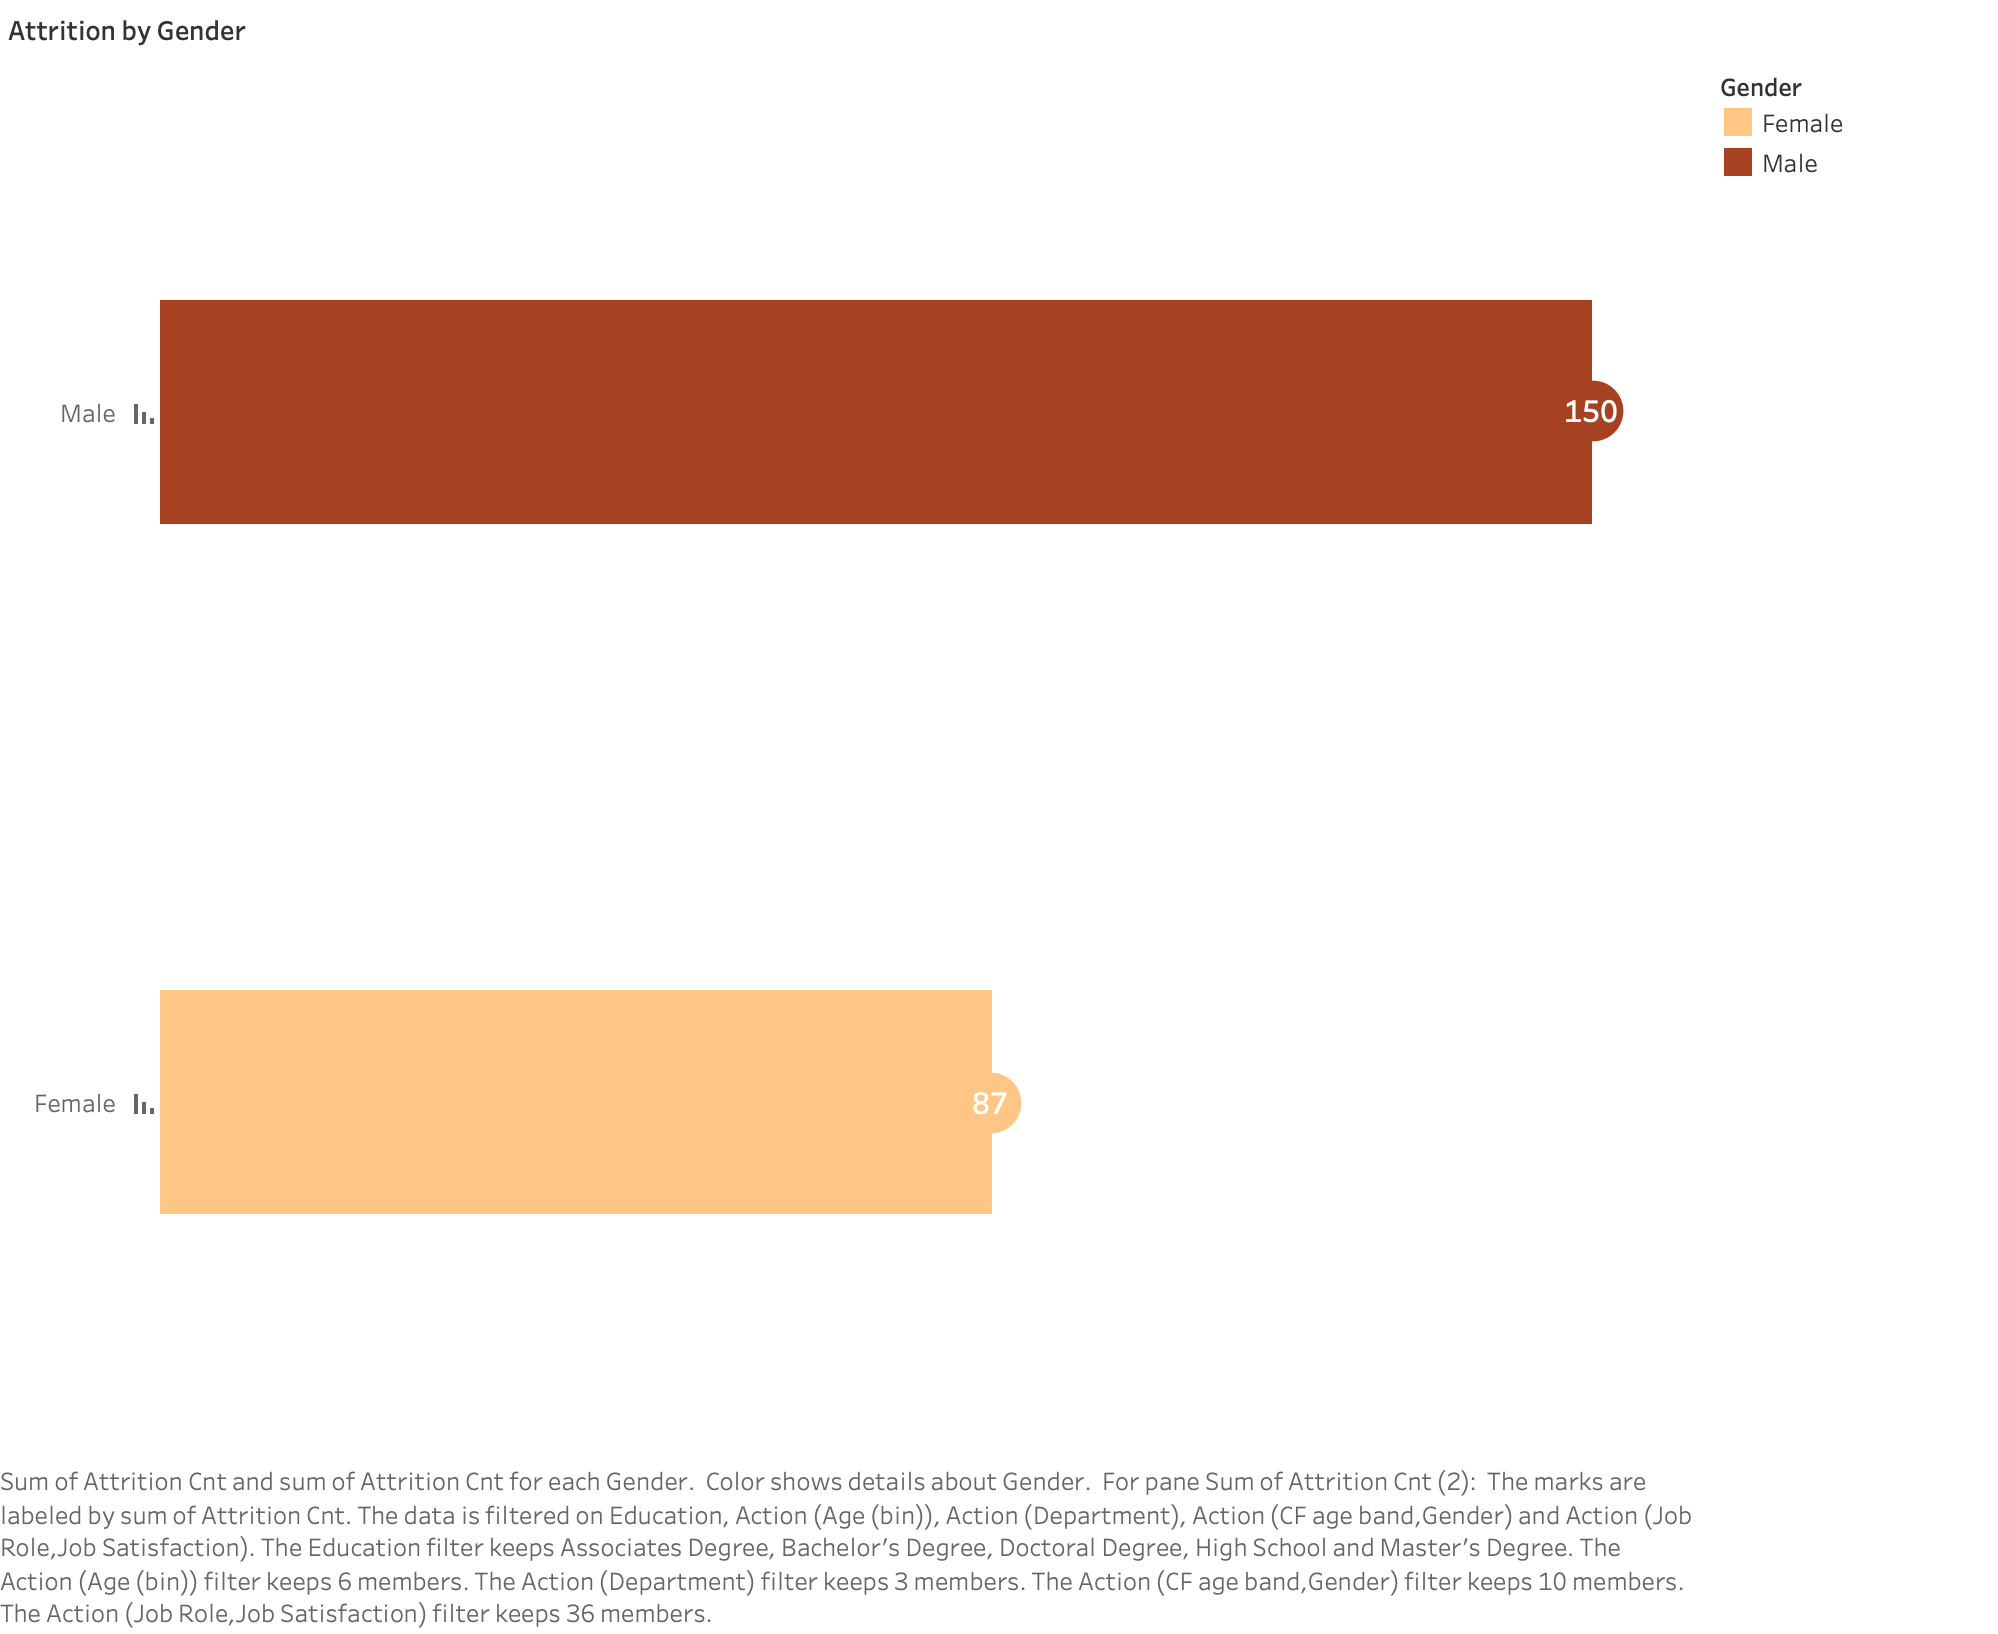 Attrition by Gender
Gender
Female
Male
Male
150
Female
87
Sum of Attrition Cnt and sum of Attrition Cnt for each Gender.  Color shows details about Gender.  For pane Sum of Attrition Cnt (2):  The marks are
labeled by sum of Attrition Cnt. The data is filtered on Education, Action (Age (bin)), Action (Department), Action (CF age band,Gender) and Action (Job
Role,Job Satisfaction). The Education filter keeps Associates Degree, Bachelor’s Degree, Doctoral Degree, High School and Master’s Degree. The
Action (Age (bin)) filter keeps 6 members. The Action (Department) filter keeps 3 members. The Action (CF age band,Gender) filter keeps 10 members.
The Action (Job Role,Job Satisfaction) filter keeps 36 members.